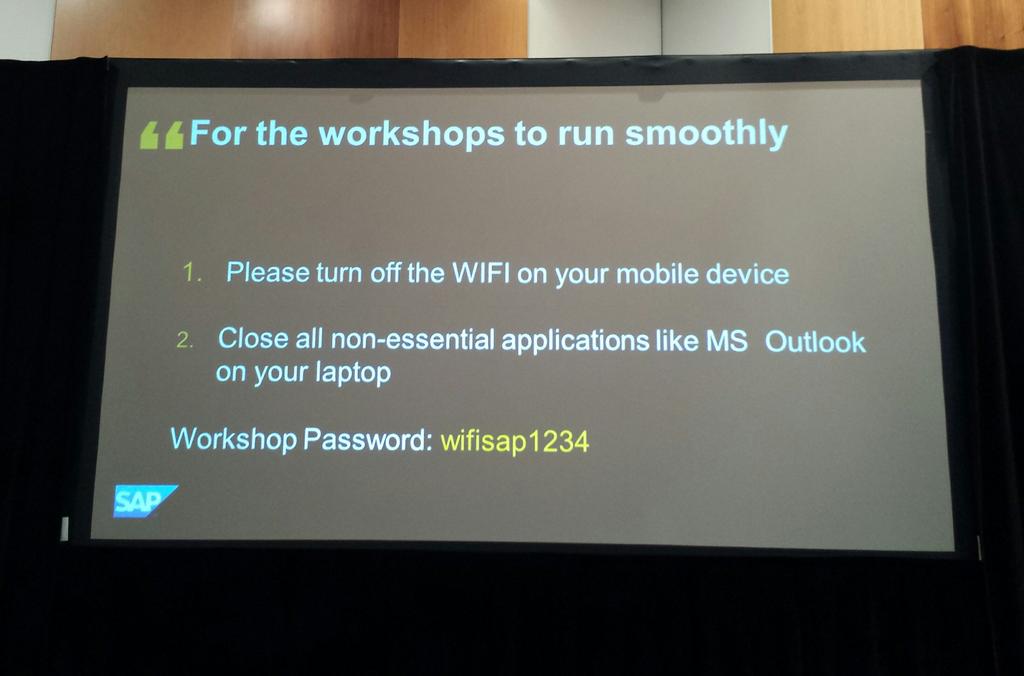 “For the workshops to run smoothly
1. Please turn off the WIFI on your mobile device
2. Close all non-essential applications like MS Outlook
on your laptop
Workshop Password: wifisap1234
SAP